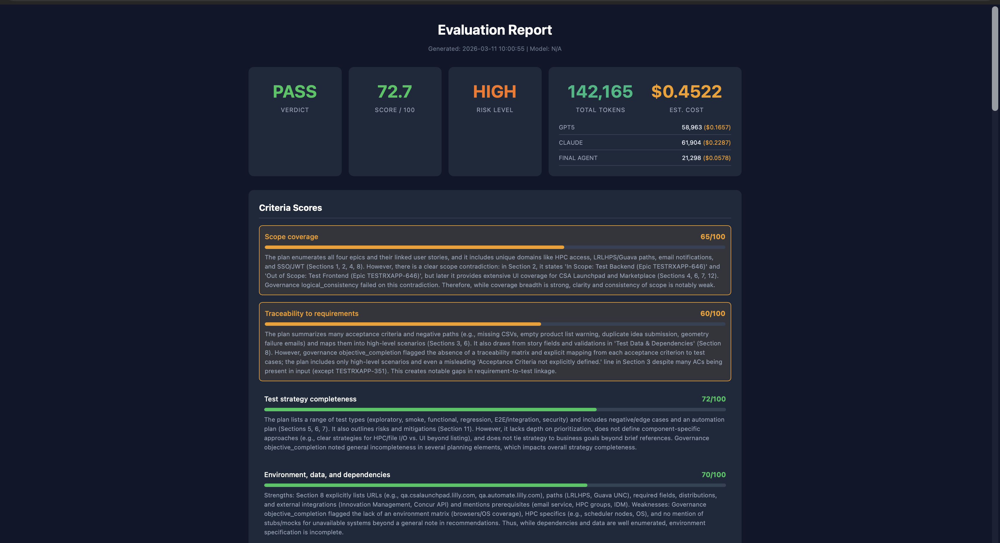 Evaluation Report
Generated: 2026-03-11 10:00:55 | Model: N/A
PASS
VERDICT
72.7
SCORE / 100
HIGH
RISK LEVEL
142,165
TOTAL TOKENS
$0.4522
EST. COST
GPT5 58,963 ($0.1657)
CLAUDE 61,904 ($0.2287)
FINAL AGENT 21,298 ($0.0578)
Criteria Scores
Scope coverage 65/100
The plan enumerates all four epics and their linked user stories, and it includes unique domains like HPC access, LRLHPS/Guava paths, email notifications,
and SSO/JWT (Sections 1, 2, 4, 8). However, there is a clear scope contradiction: in Section 2, it states 'In Scope: Test Backend (Epic TESTRXAPP-646)' and
'Out of Scope: Test Frontend (Epic TESTRXAPP-646)', but later it provides extensive UI coverage for CSA Launchpad and Marketplace (Sections 4, 6, 7, 12).
Governance logical_consistency failed on this contradiction. Therefore, while coverage breadth is strong, clarity and consistency of scope is notably weak.
Traceability to requirements 60/100
The plan summarizes many acceptance criteria and negative paths (e.g., missing CSVs, empty product list warning, duplicate idea submission, geometry
failure emails) and maps them into high-level scenarios (Sections 3, 6). It also draws from story fields and validations in 'Test Data & Dependencies' (Section
8). However, governance objective_completion flagged the absence of a traceability matrix and explicit mapping from each acceptance criterion to test
cases; the plan includes only high-level scenarios and even a misleading 'Acceptance Criteria not explicitly defined.' line in Section 3 despite many ACs being
present in input (except TESTRXAPP-351). This creates notable gaps in requirement-to-test linkage.
Test strategy completeness 72/100
The plan lists a range of test types (exploratory, smoke, functional, regression, E2E/integration, security) and includes negative/edge cases and an automation
plan (Sections 5, 6, 7). It also outlines risks and mitigations (Section 11). However, it lacks depth on prioritization, does not define component-specific
approaches (e.g., clear strategies for HPC/file I/O vs. UI beyond listing), and does not tie strategy to business goals beyond brief references. Governance
objective_completion noted general incompleteness in several planning elements, which impacts overall strategy completeness.
Environment, data, and dependencies 70/100
Strengths: Section 8 explicitly lists URLs (e.g., qa.csalaunchpad.lilly.com, qa.automate.lilly.com), paths (LRLHPS, Guava UNC), required fields, distributions,
and external integrations (Innovation Management, Concur API) and mentions prerequisites (email service, HPC groups, IDM). Weaknesses: Governance
objective_completion flagged the lack of an environment matrix (browsers/OS coverage), HPC specifics (e.g., scheduler nodes, OS), and no mention of
stubs/mocks for unavailable systems beyond a general note in recommendations. Thus, while dependencies and data are well enumerated, environment
specification is incomplete.